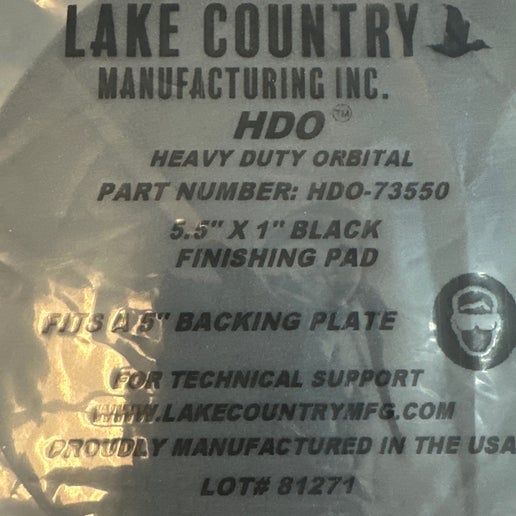 LAKE COUNTRY
MANUFACTURING INC.
HDO™
HEAVY DUTY ORBITAL
PART NUMBER: HDO-73550
5.5" X 1" BLACK
FINISHING PAD
FITS A 5" BACKING PLATE
FOR TECHNICAL SUPPORT
WWW.LAKECOUNTRYMFG.COM
PROUDLY MANUFACTURED IN THE USA
LOT# 81271